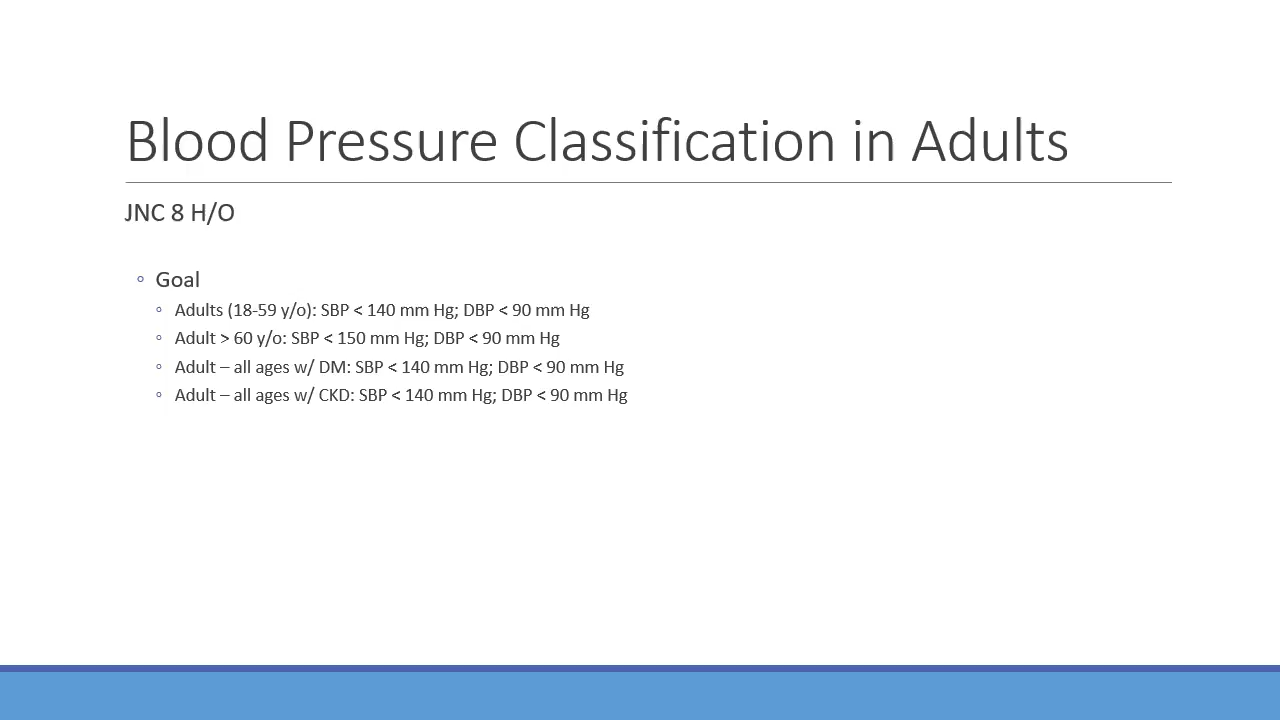 Blood Pressure Classification in Adults
JNC 8 H/O
◦ Goal
◦ Adults (18-59 y/o): SBP < 140 mm Hg; DBP < 90 mm Hg
◦ Adult > 60 y/o: SBP < 150 mm Hg; DBP < 90 mm Hg
◦ Adult – all ages w/ DM: SBP < 140 mm Hg; DBP < 90 mm Hg
◦ Adult – all ages w/ CKD: SBP < 140 mm Hg; DBP < 90 mm Hg